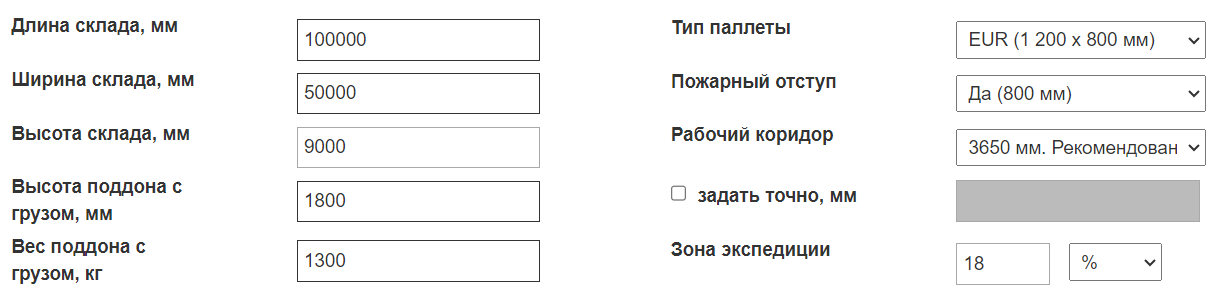 Длина склада, мм
100000
Ширина склада, мм
50000
Высота склада, мм
9000
Высота поддона с
грузом, мм
1800
Вес поддона с
грузом, кг
1300
Тип паллеты
EUR (1 200 x 800 мм)
Пожарный отступ
Да (800 мм)
Рабочий коридор
3650 мм. Рекомендован
задать точно, мм
Зона экспедиции
18
%